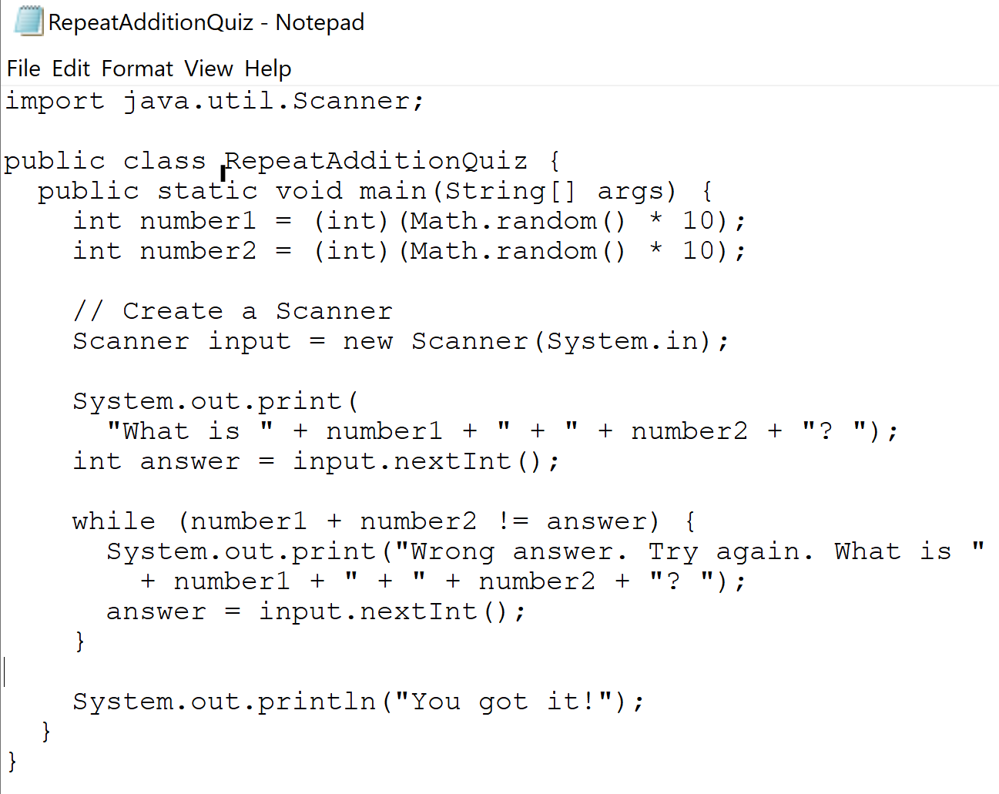 RepeatAdditionQuiz - Notepad
File Edit Format View Help
import java.util.Scanner;
public class RepeatAdditionQuiz {
  public static void main(String[] args) {
    int number1 = (int)(Math.random() * 10);
    int number2 = (int)(Math.random() * 10);
    // Create a Scanner
    Scanner input = new Scanner(System.in);
    System.out.print(
      "What is " + number1 + " + " + number2 + "? ");
    int answer = input.nextInt();
    while (number1 + number2 != answer) {
      System.out.print("Wrong answer. Try again. What is "
        + number1 + " + " + number2 + "? ");
      answer = input.nextInt();
    }
    System.out.println("You got it!");
  }
}